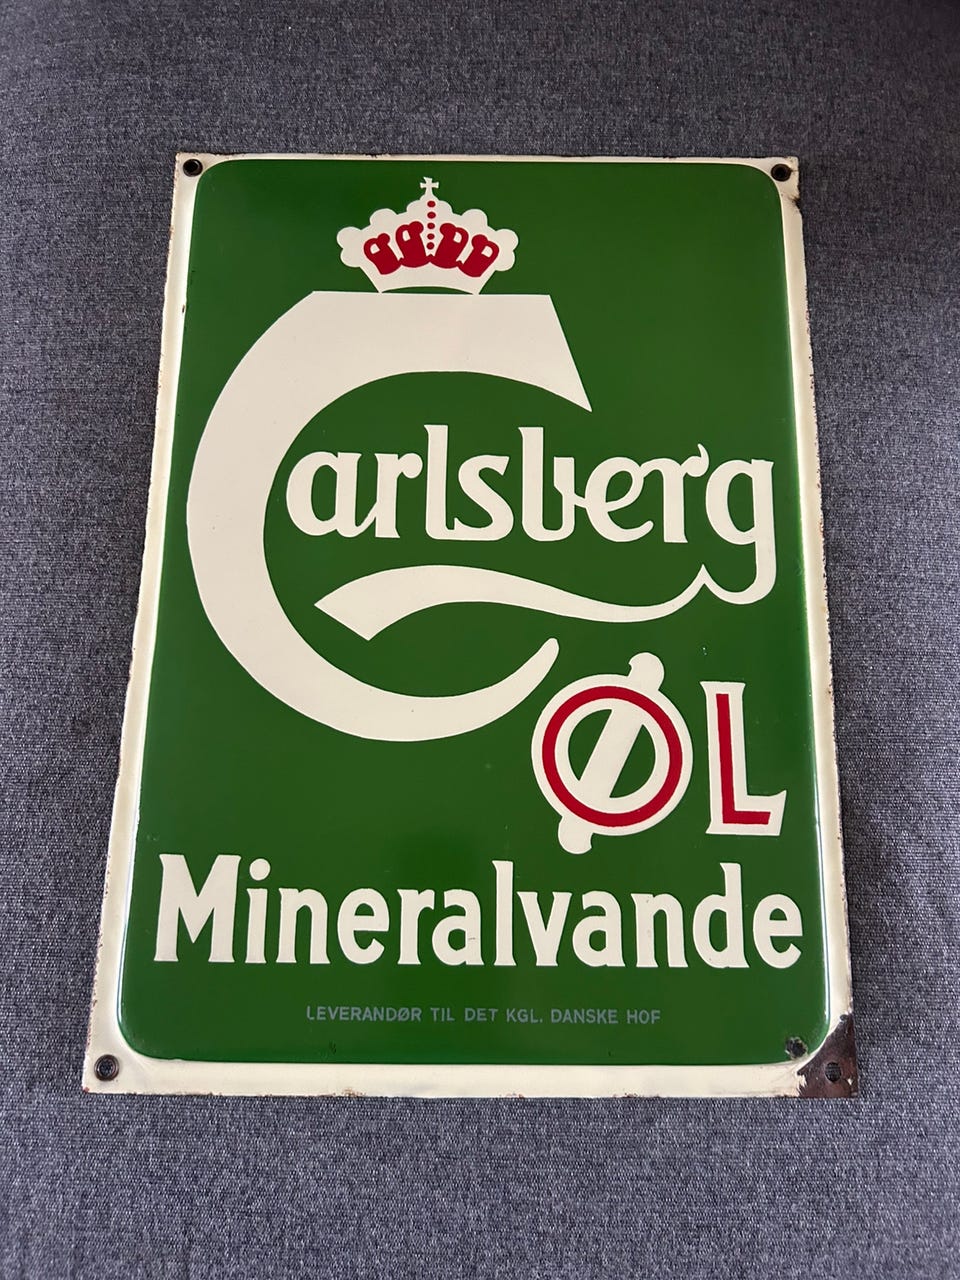 Carlsberg
ØL
Mineralvande
LEVERANDØR TIL DET KGL. DANSKE HOF